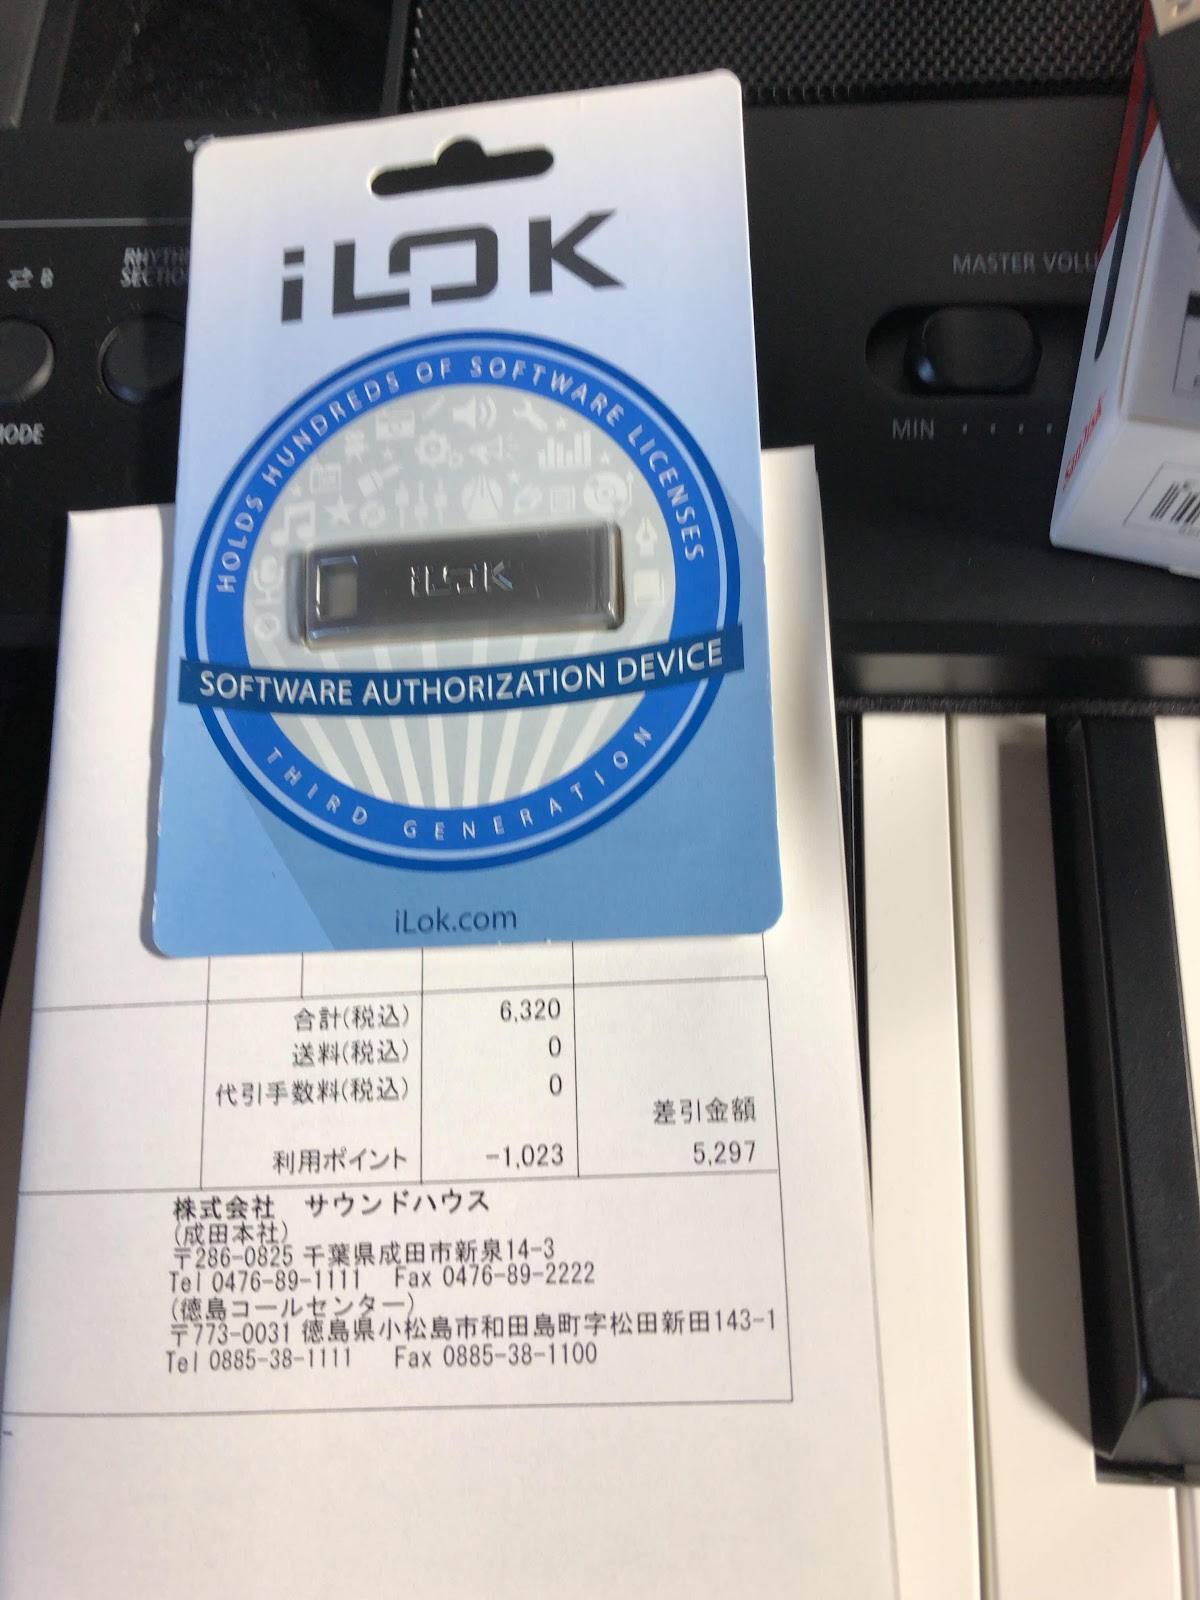 iLOK
HOLDS HUNDREDS OF SOFTWARE LICENSES
iLOK
SOFTWARE AUTHORIZATION DEVICE
THIRD GENERATION
iLok.com
MASTER VOLU
MIN
RHYTH
SECTIO
MODE
SanDisk
合計(税込) 6,320
送料(税込) 0
代引手数料(税込) 0
差引金額
利用ポイント -1,023 5,297
株式会社 サウンドハウス
(成田本社)
〒286-0825 千葉県成田市新泉14-3
Tel 0476-89-1111 Fax 0476-89-2222
(徳島コールセンター)
〒773-0031 徳島県小松島市和田島町字松田新田143-1
Tel 0885-38-1111 Fax 0885-38-1100